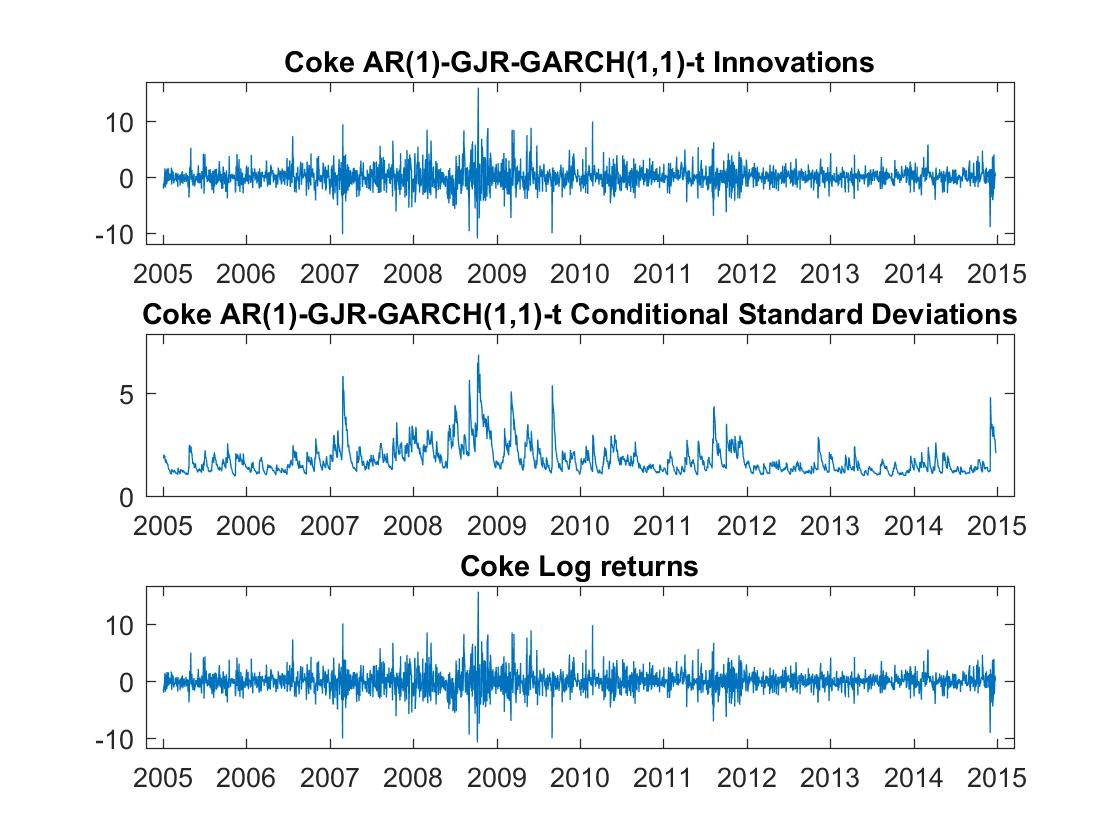 Coke AR(1)-GJR-GARCH(1,1)-t Innovations
10
0
-10
2005 2006 2007 2008 2009 2010 2011 2012 2013 2014 2015
Coke AR(1)-GJR-GARCH(1,1)-t Conditional Standard Deviations
5
0
2005 2006 2007 2008 2009 2010 2011 2012 2013 2014 2015
Coke Log returns
10
0
-10
2005 2006 2007 2008 2009 2010 2011 2012 2013 2014 2015